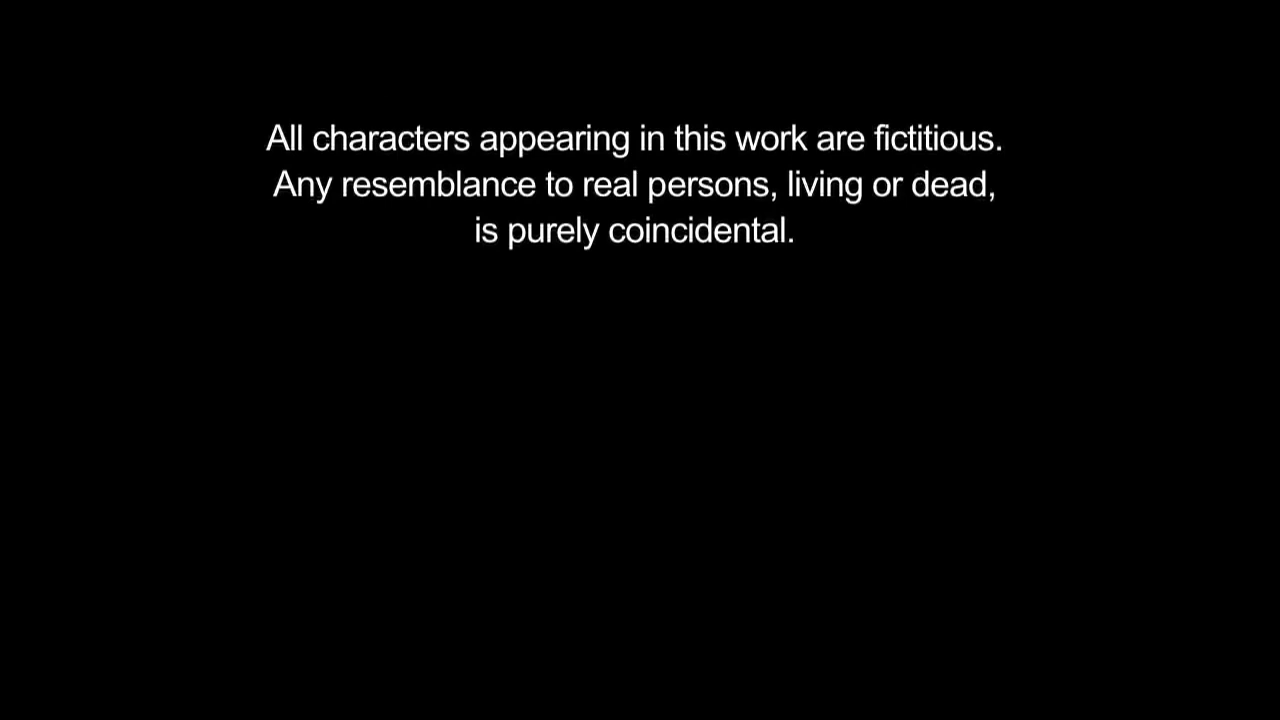 All characters appearing in this work are fictitious.
Any resemblance to real persons, living or dead,
is purely coincidental.